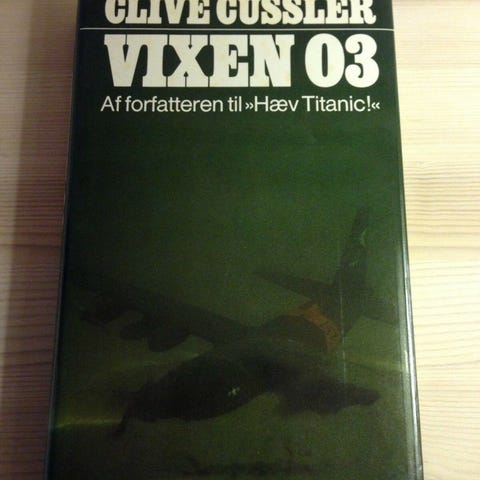 CLIVE CUSSLER
VIXEN 03
Af forfatteren til »Hæv Titanic!«